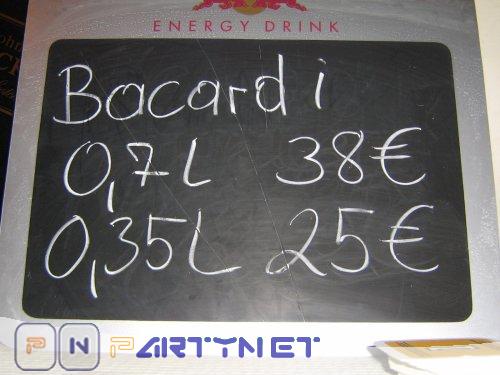 ENERGY DRINK
Bacardi
0,7L 38€
0,35L 25€
PN PARTYNET